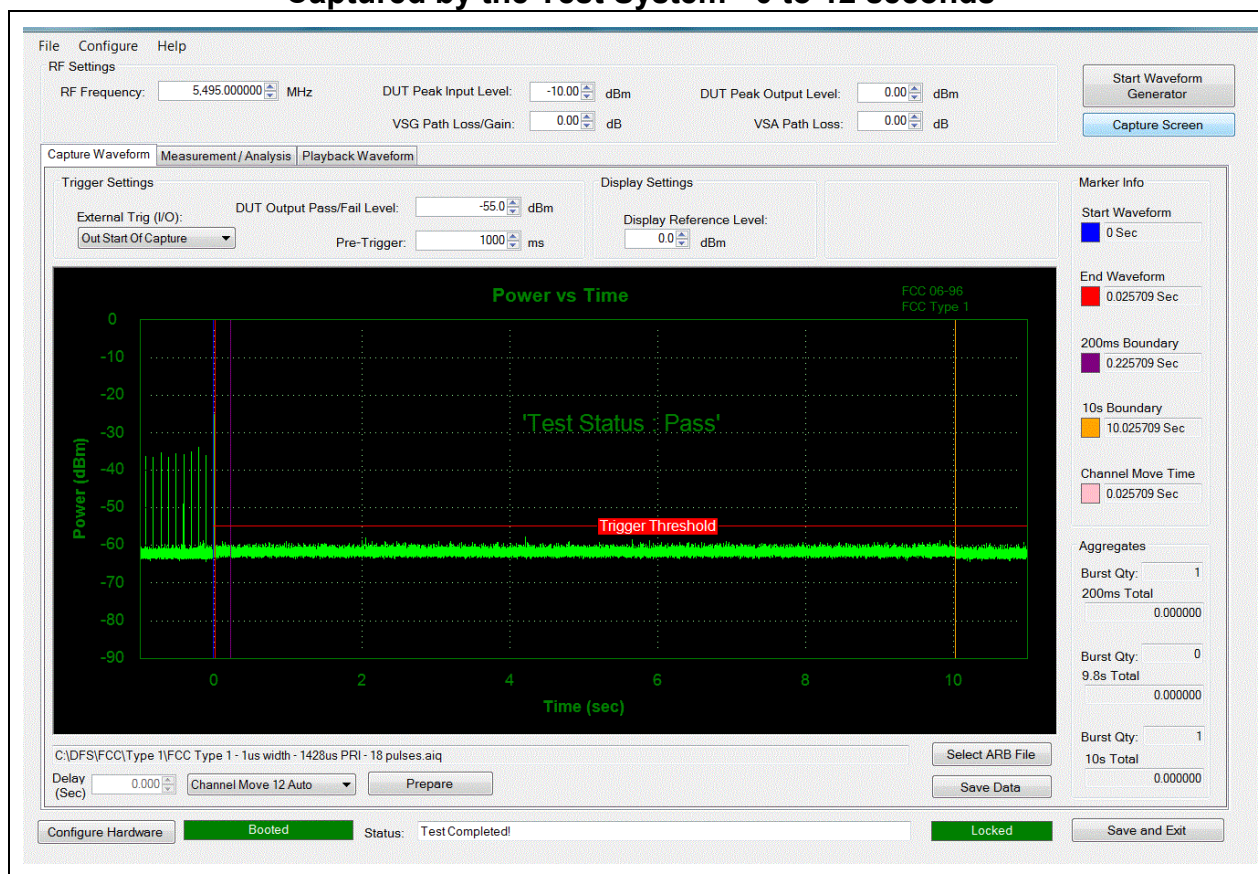 File Configure Help
RF Settings
RF Frequency: 5,495.000000 MHz DUT Peak Input Level: -10.00 dBm DUT Peak Output Level: 0.00 dBm
VSG Path Loss/Gain: 0.00 dB VSA Path Loss: 0.00 dB
Start Waveform Generator
Capture Screen
Capture Waveform Measurement / Analysis Playback Waveform
Trigger Settings
External Trig (I/O):
Out Start Of Capture
DUT Output Pass/Fail Level: -55.0 dBm
Pre-Trigger: 1000 ms
Display Settings
Display Reference Level:
0.0 dBm
Power vs Time
FCC 06-96
FCC Type 1
'Test Status : Pass'
Trigger Threshold
Power (dBm)
0
-10
-20
-30
-40
-50
-60
-70
-80
-90
0 2 4 6 8 10
Time (sec)
Marker Info
Start Waveform
0 Sec
End Waveform
0.025709 Sec
200ms Boundary
0.225709 Sec
10s Boundary
10.025709 Sec
Channel Move Time
0.025709 Sec
Aggregates
Burst Qty: 1
200ms Total
0.000000
Burst Qty: 0
9.8s Total
0.000000
Burst Qty: 1
10s Total
0.000000
C:\DFS\FCC\Type 1\FCC Type 1 - 1us width - 1428us PRI - 18 pulses.aiq
Select ARB File
Delay (Sec) 0.000 Channel Move 12 Auto Prepare
Save Data
Configure Hardware Booted Status: Test Completed! Locked Save and Exit